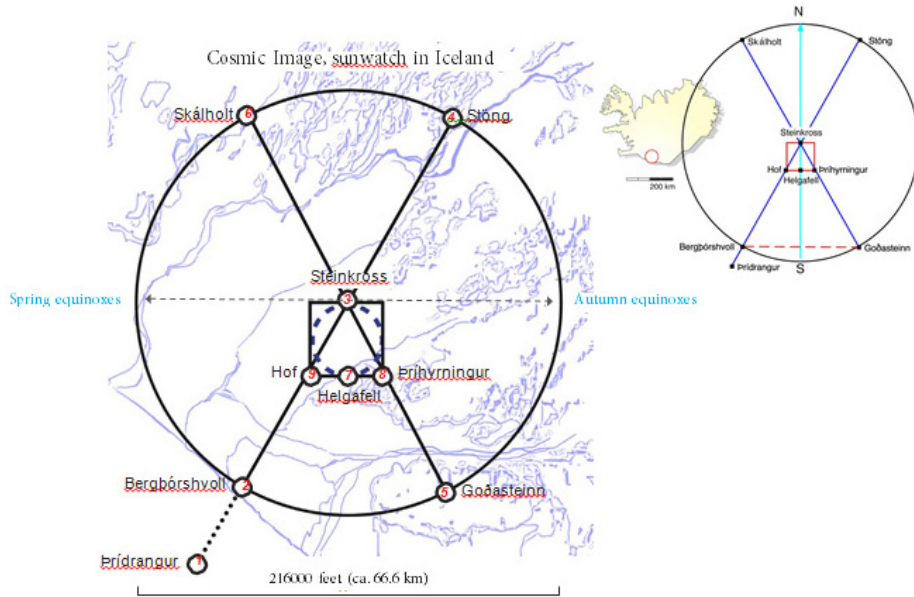 Cosmic Image, sunwatch in Iceland
Skálholt
6
4
Stöng
Steinkross
Spring equinoxes
3
Autumn equinoxes
Hof
9
7
8
Þríhyrningur
Helgafell
Bergþórshvoll
2
5
Goðasteinn
Þrídrangur
1
216000 feet (ca. 66.6 km)
N
Skálholt
Stöng
Steinkross
Hof
Þríhyrningur
Helgafell
200 km
Bergþórshvoll
Goðasteinn
Þrídrangur
S